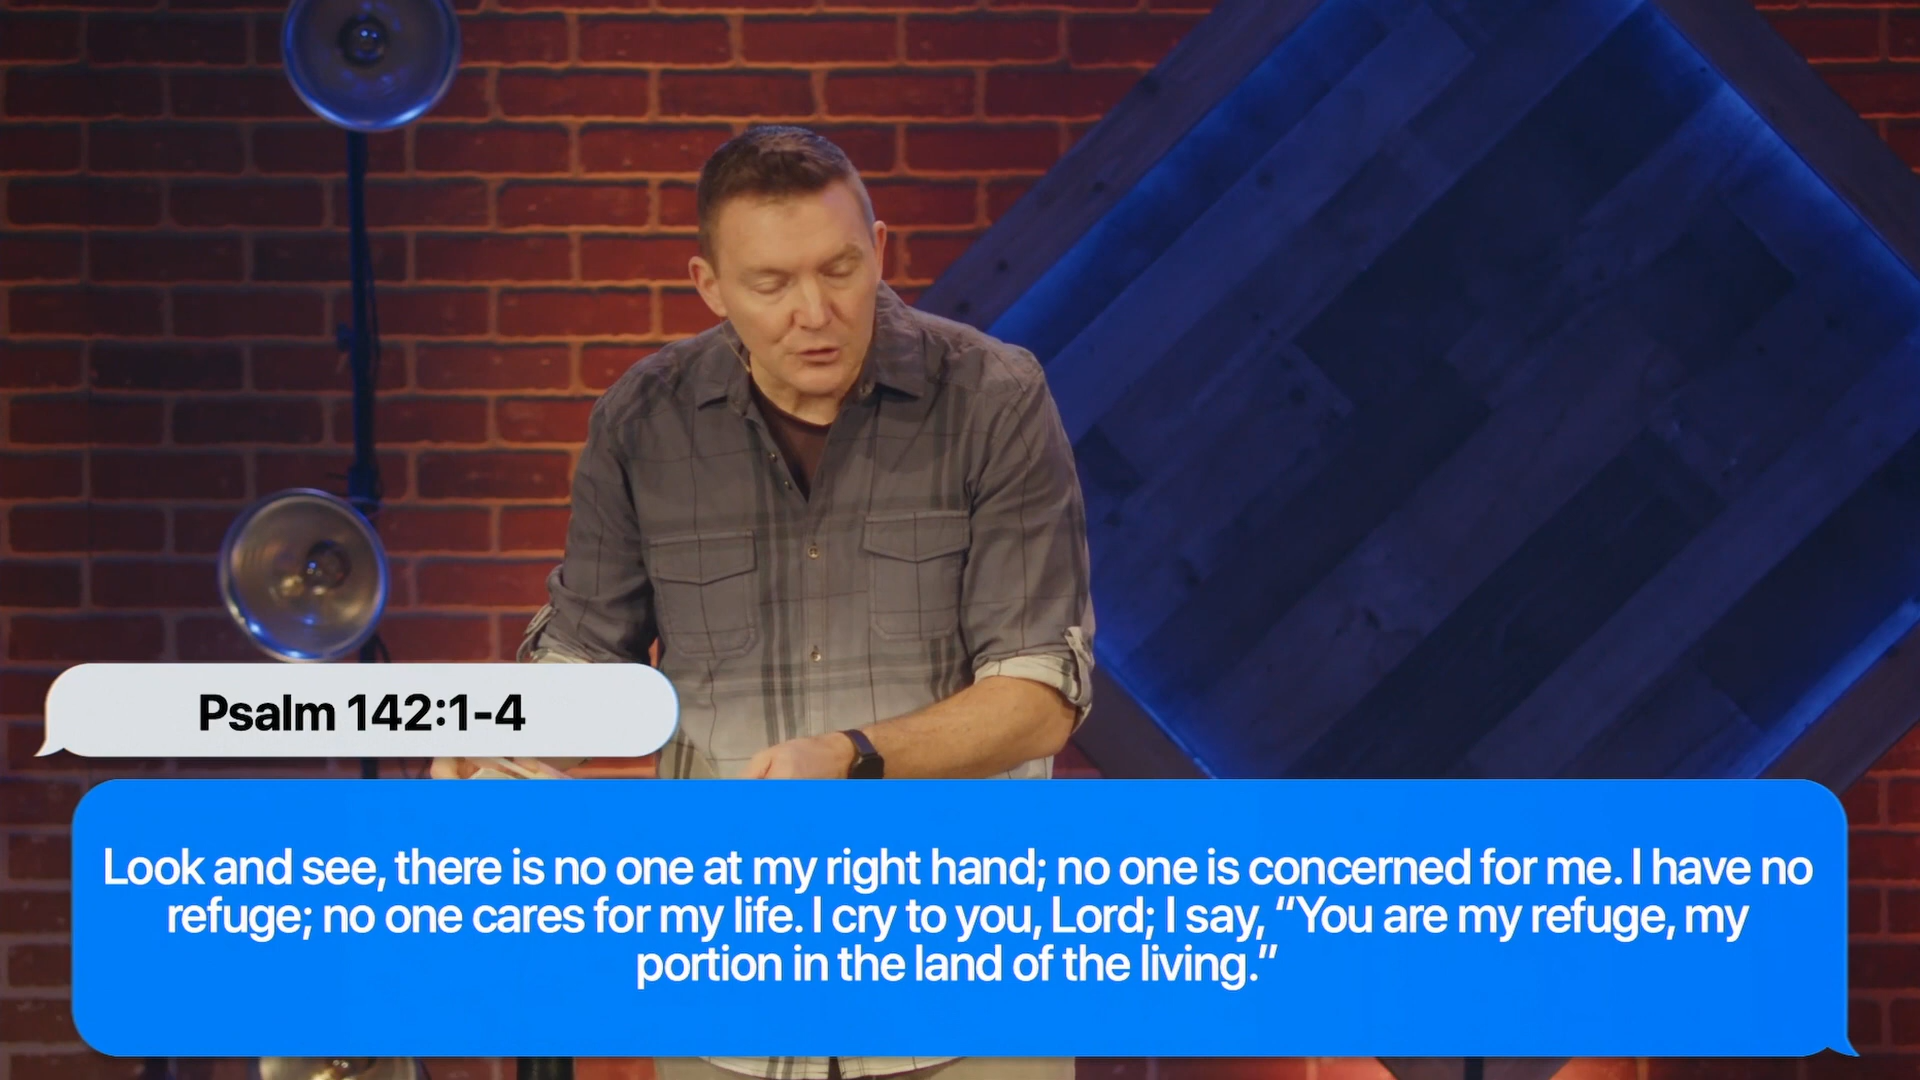 Psalm 142:1-4
Look and see, there is no one at my right hand; no one is concerned for me. I have no
refuge; no one cares for my life. I cry to you, Lord; I say, “You are my refuge, my
portion in the land of the living.”